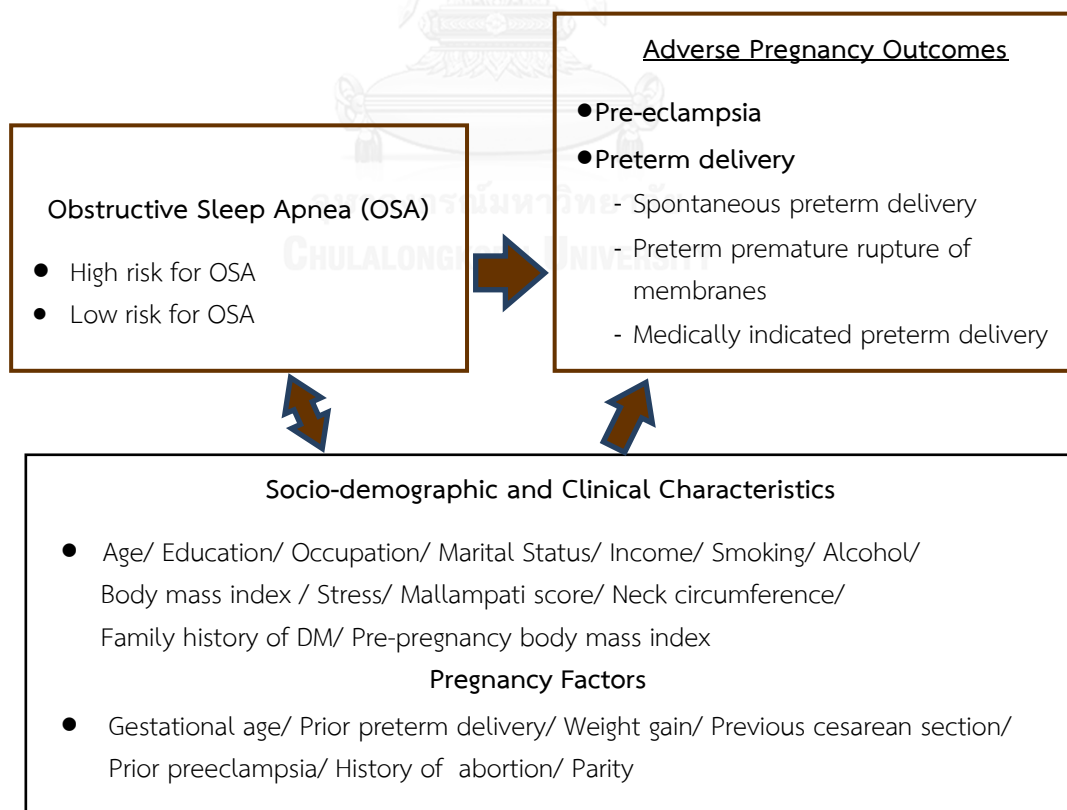 Adverse Pregnancy Outcomes
●Pre-eclampsia
●Preterm delivery
- Spontaneous preterm delivery
- Preterm premature rupture of
membranes
- Medically indicated preterm delivery
Obstructive Sleep Apnea (OSA)
● High risk for OSA
● Low risk for OSA
UNIVERSITY
Socio-demographic and Clinical Characteristics
● Age/ Education/ Occupation/ Marital Status/ Income/ Smoking/ Alcohol/
Body mass index / Stress/ Mallampati score/ Neck circumference/
Family history of DM/ Pre-pregnancy body mass index
Pregnancy Factors
● Gestational age/ Prior preterm delivery/ Weight gain/ Previous cesarean section/
Prior preeclampsia/ History of abortion/ Parity